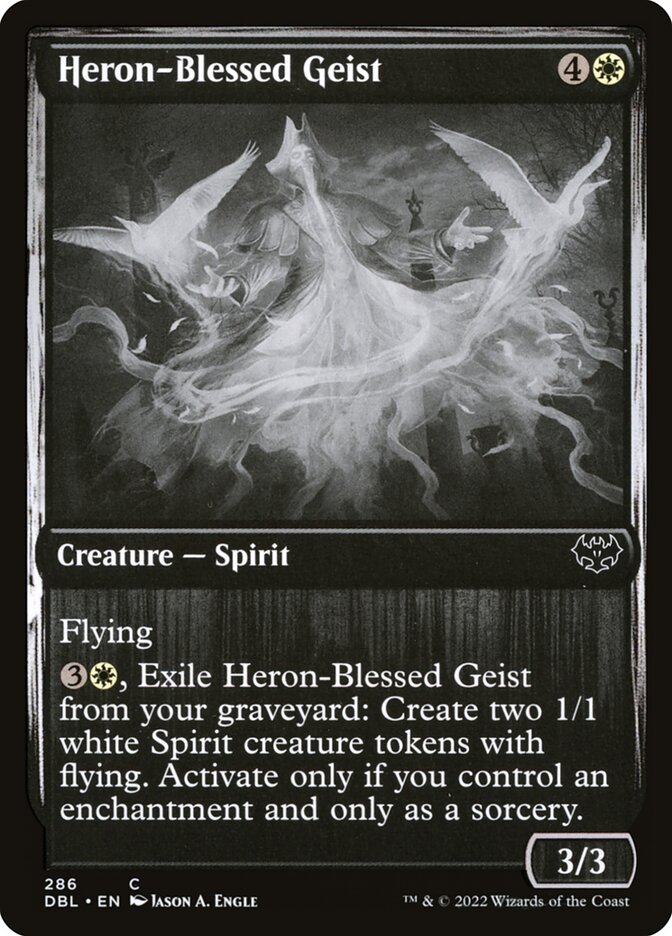 Heron-Blessed Geist 4
Creature — Spirit
Flying
3, Exile Heron-Blessed Geist
from your graveyard: Create two 1/1
white Spirit creature tokens with
flying. Activate only if you control an
enchantment and only as a sorcery.
3/3
286 C
DBL • EN Jason A. Engle ™ & © 2022 Wizards of the Coast